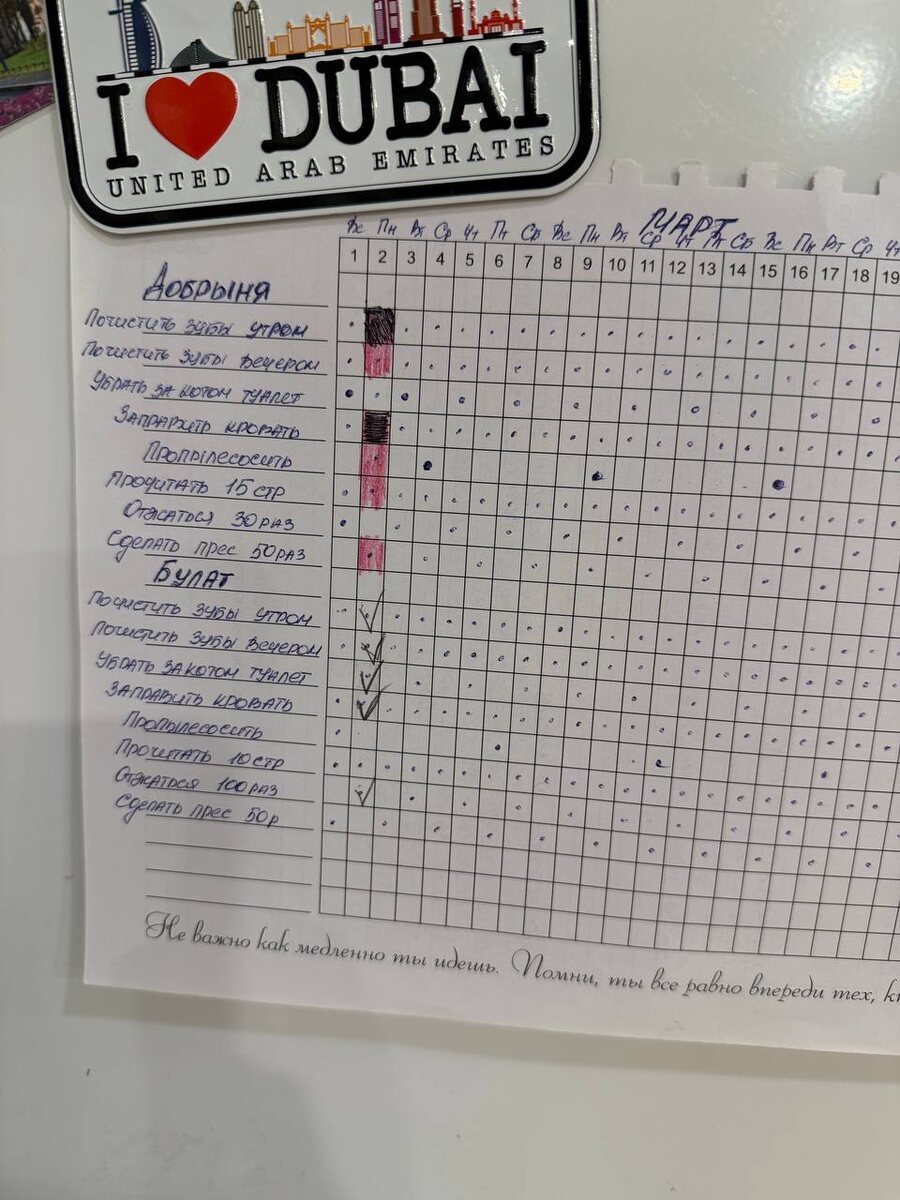 I ❤ DUBAI
UNITED ARAB EMIRATES
МАРТ
Вс Пн Вт Ср Чт Пт Сб Вс Пн Вт Ср Чт Пт Сб Вс Пн Вт Ср Чт
1 2 3 4 5 6 7 8 9 10 11 12 13 14 15 16 17 18 19
Добрыня
Почистить зубы утром
Почистить зубы вечером
Убрать за котом туалет
Заправить кровать
Пропылесосить
Прочитать 15 стр
Отжаться 30 раз
Сделать прес 50 раз
Булат
Почистить зубы утром
Почистить зубы вечером
Убрать за котом туалет
Заправить кровать
Пропылесосить
Прочитать 10 стр
Отжаться 100 раз
Сделать прес 50р
Не важно как медленно ты идешь. Помни, ты все равно впереди тех,